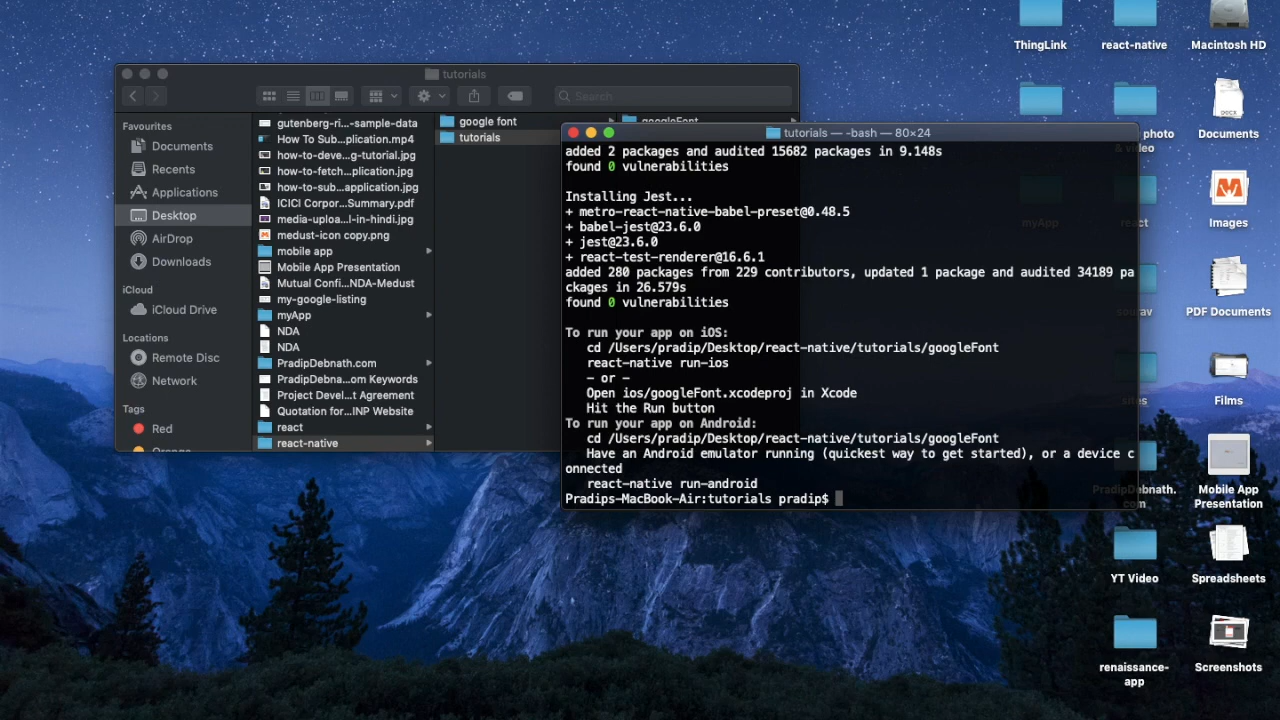 tutorials
Search
Favourites
Documents
Recents
Applications
Desktop
AirDrop
Downloads
iCloud
iCloud Drive
Locations
Remote Disc
Network
Tags
Red
gutenberg-ri...-sample-data
How To Sub...plication.mp4
how-to-deve...g-tutorial.jpg
how-to-fetch...plication.jpg
how-to-sub...application.jpg
ICICI Corpor...Summary.pdf
media-uploa...l-in-hindi.jpg
medust-icon copy.png
mobile app
Mobile App Presentation
Mutual Confi...NDA-Medust
my-google-listing
myApp
NDA
NDA
PradipDebnath.com
PradipDebna...om Keywords
Project Devel...t Agreement
Quotation for...INP Website
react
react-native
google font
tutorials
googleFont
tutorials — -bash — 80×24
added 2 packages and audited 15682 packages in 9.148s
found 0 vulnerabilities
Installing Jest...
+ metro-react-native-babel-preset@0.48.5
+ babel-jest@23.6.0
+ jest@23.6.0
+ react-test-renderer@16.6.1
added 280 packages from 229 contributors, updated 1 package and audited 34189 pa
ckages in 26.579s
found 0 vulnerabilities
To run your app on iOS:
cd /Users/pradip/Desktop/react-native/tutorials/googleFont
react-native run-ios
- or -
Open ios/googleFont.xcodeproj in Xcode
Hit the Run button
To run your app on Android:
cd /Users/pradip/Desktop/react-native/tutorials/googleFont
Have an Android emulator running (quickest way to get started), or a device c
onnected
react-native run-android
Pradips-MacBook-Air:tutorials pradip$
ThingLink
react-native
Macintosh HD
photo
& video
Documents
DOCX
myApp
react
Images
sourav
PDF Documents
sites
Films
PradipDebnath.
com
Mobile App
Presentation
YT Video
Spreadsheets
renaissance-
app
Screenshots